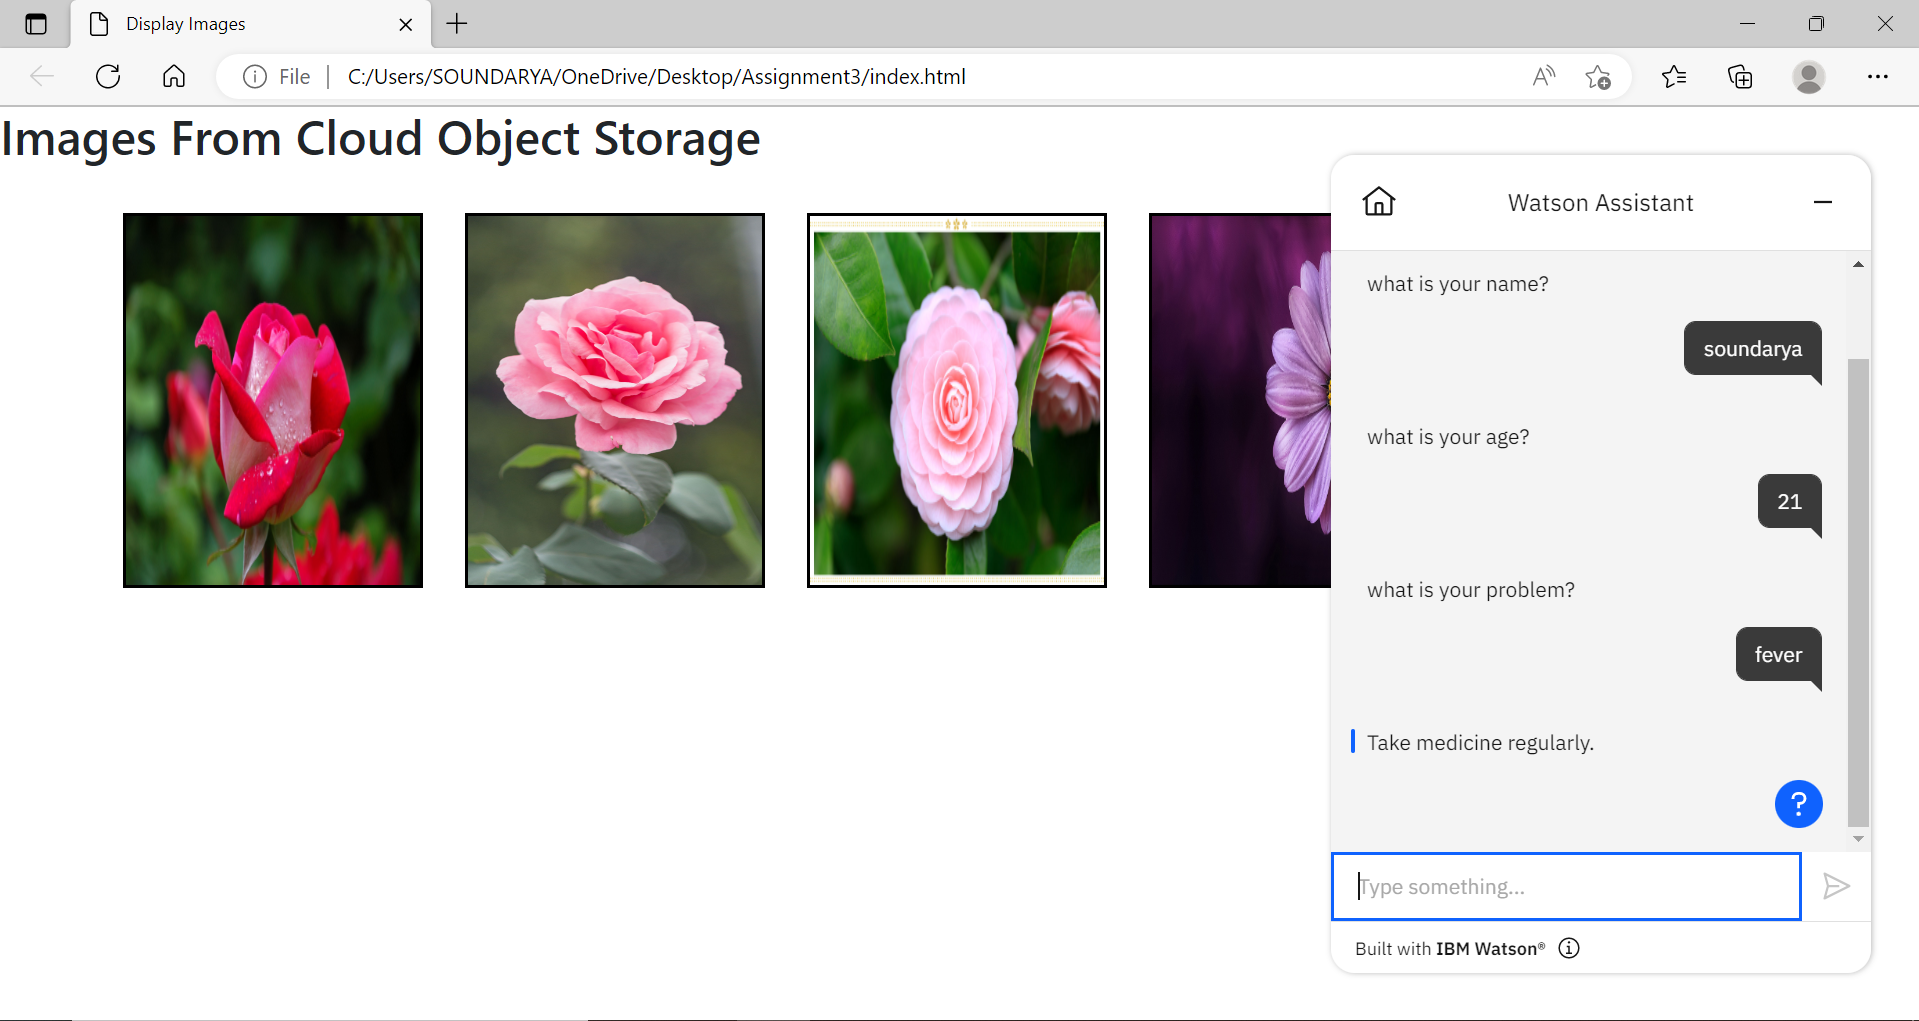 Display Images
File
C:/Users/SOUNDARYA/OneDrive/Desktop/Assignment3/index.html
Images From Cloud Object Storage
Watson Assistant
what is your name?
soundarya
what is your age?
21
what is your problem?
fever
Take medicine regularly.
?
Type something...
Built with IBM Watson®